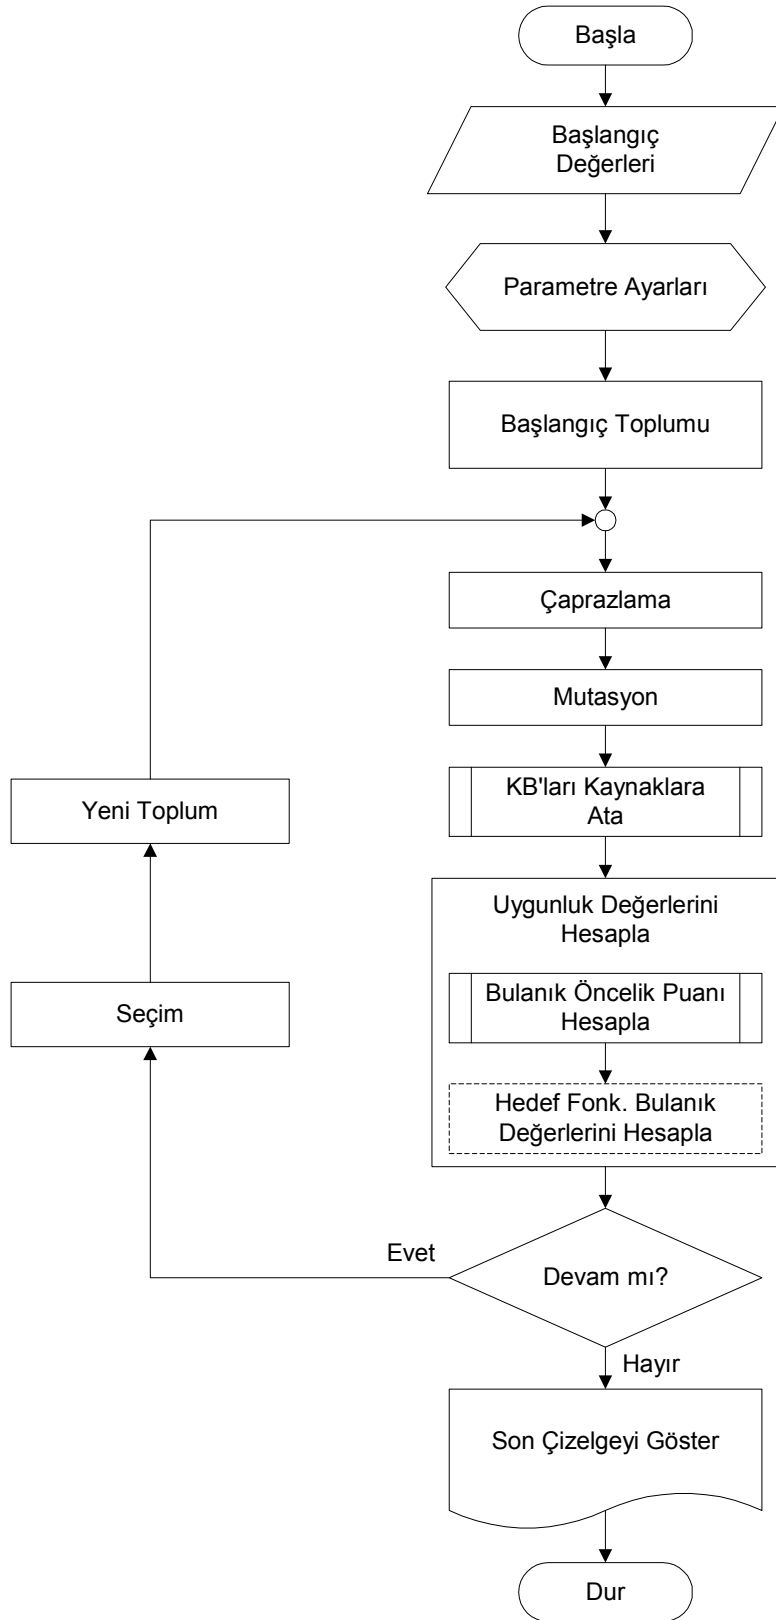 Başla
Başlangıç
Değerleri
Parametre Ayarları
Başlangıç Toplumu
Çaprazlama
Mutasyon
KB'ları Kaynaklara
Ata
Yeni Toplum
Uygunluk Değerlerini
Hesapla
Bulanık Öncelik Puanı
Hesapla
Seçim
Hedef Fonk. Bulanık
Değerlerini Hesapla
Evet
Devam mı?
Hayır
Son Çizelgeyi Göster
Dur